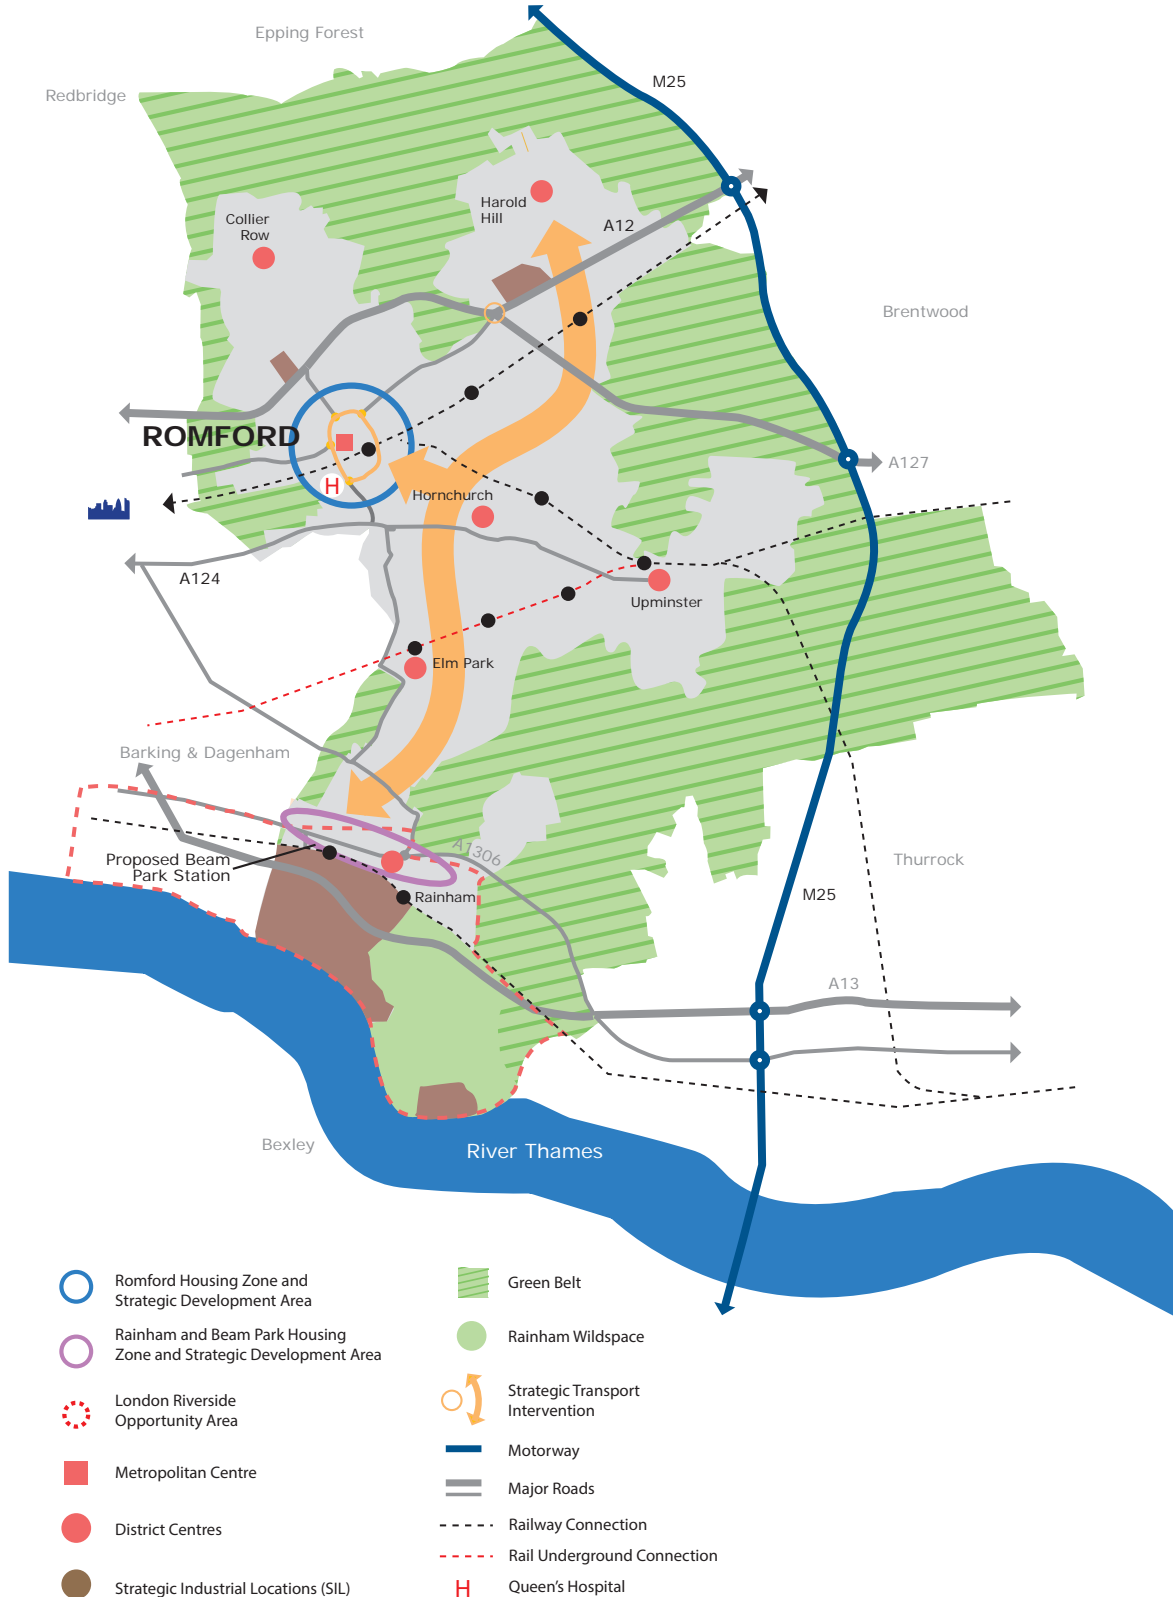 Epping Forest
M25
Redbridge
Harold
Hill
Collier
Row
A12
Brentwood
ROMFORD
A127
H
Hornchurch
A124
Upminster
Elm Park
Barking & Dagenham
A1306
Proposed Beam
Park Station
Thurrock
Rainham
M25
A13
Bexley
River Thames
Romford Housing Zone and
Strategic Development Area
Rainham and Beam Park Housing
Zone and Strategic Development Area
London Riverside
Opportunity Area
Metropolitan Centre
District Centres
Strategic Industrial Locations (SIL)
Green Belt
Rainham Wildspace
Strategic Transport
Intervention
Motorway
Major Roads
Railway Connection
Rail Underground Connection
H
Queen's Hospital